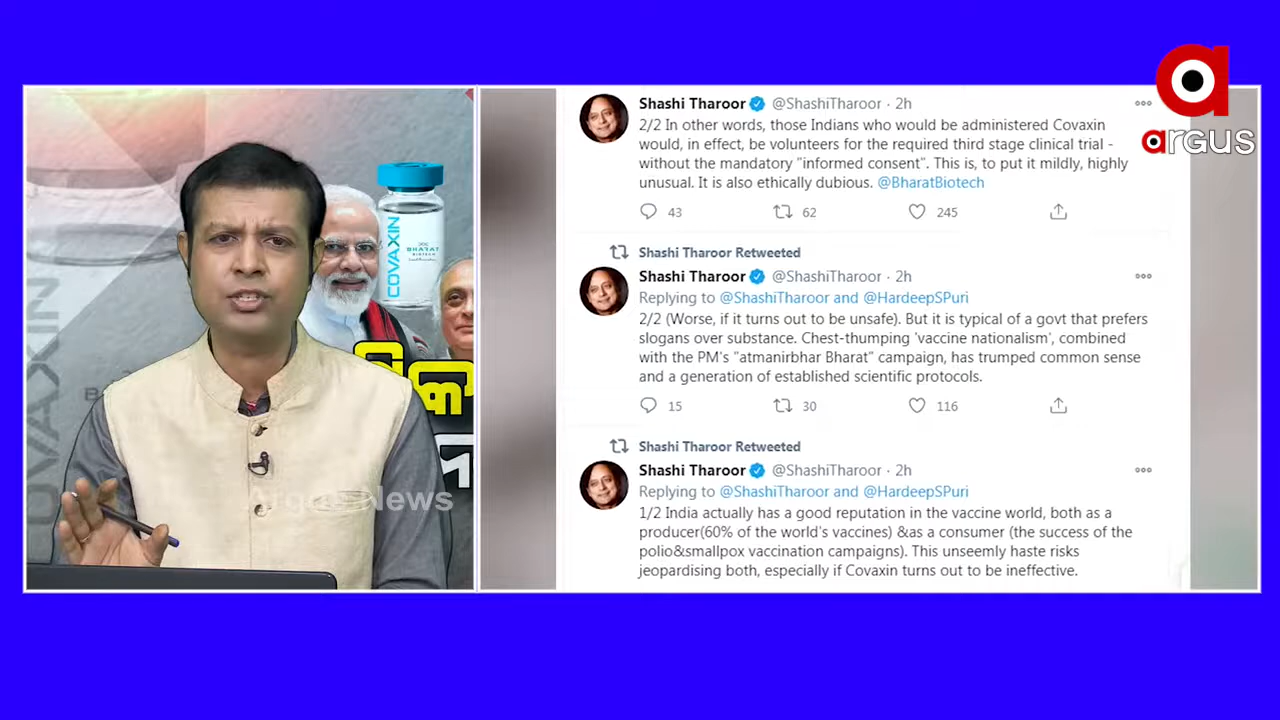 argus
Shashi Tharoor @ShashiTharoor · 2h
2/2 In other words, those Indians who would be administered Covaxin
would, in effect, be volunteers for the required third stage clinical trial -
without the mandatory "informed consent". This is, to put it mildly, highly
unusual. It is also ethically dubious. @BharatBiotech
43 62 245
Shashi Tharoor Retweeted
Shashi Tharoor @ShashiTharoor · 2h
Replying to @ShashiTharoor and @HardeepSPuri
2/2 (Worse, if it turns out to be unsafe). But it is typical of a govt that prefers
slogans over substance. Chest-thumping 'vaccine nationalism', combined
with the PM's "atmanirbhar Bharat" campaign, has trumped common sense
and a generation of established scientific protocols.
15 30 116
Shashi Tharoor Retweeted
Shashi Tharoor @ShashiTharoor · 2h
Replying to @ShashiTharoor and @HardeepSPuri
1/2 India actually has a good reputation in the vaccine world, both as a
producer(60% of the world's vaccines) &as a consumer (the success of the
polio&smallpox vaccination campaigns). This unseemly haste risks
jeopardising both, especially if Covaxin turns out to be ineffective.
COVAXIN
BHARAT
BIOTECH
Argus News